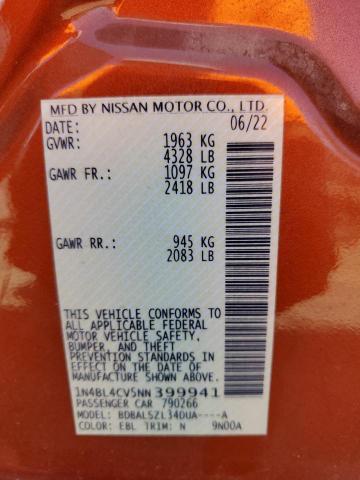 MFD BY NISSAN MOTOR CO., LTD.
DATE: 06/22
GVWR: 1963 KG
4328 LB
GAWR FR.: 1097 KG
2418 LB
GAWR RR.: 945 KG
2083 LB
THIS VEHICLE CONFORMS TO
ALL APPLICABLE FEDERAL
MOTOR VEHICLE SAFETY,
BUMPER, AND THEFT
PREVENTION STANDARDS IN
EFFECT ON THE DATE OF
MANUFACTURE SHOWN ABOVE.
1N4BL4CV5NN399941
PASSENGER CAR 790266
MODEL: BDBALSZL34DUA----A
COLOR: EBL TRIM: N 9N00A